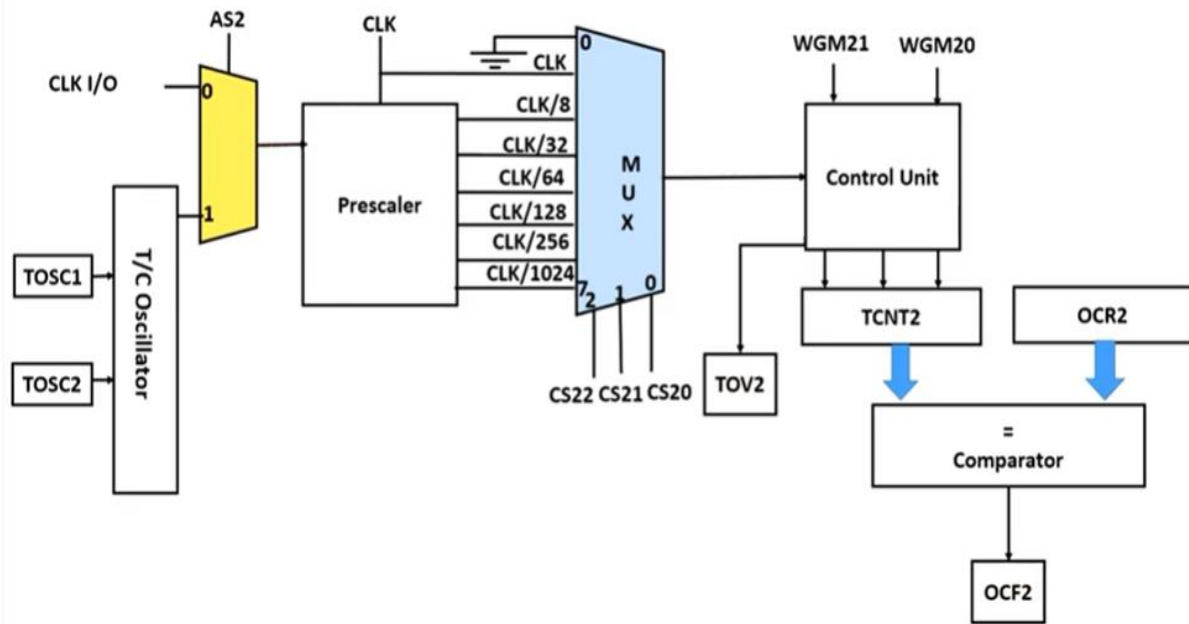 AS2
CLK
CLK I/O
0
1
T/C Oscillator
TOSC1
TOSC2
Prescaler
0
CLK
CLK/8
CLK/32
CLK/64
CLK/128
CLK/256
CLK/1024
7
M
U
X
2 1 0
CS22 CS21 CS20
WGM21 WGM20
Control Unit
TOV2
TCNT2
OCR2
=
Comparator
OCF2